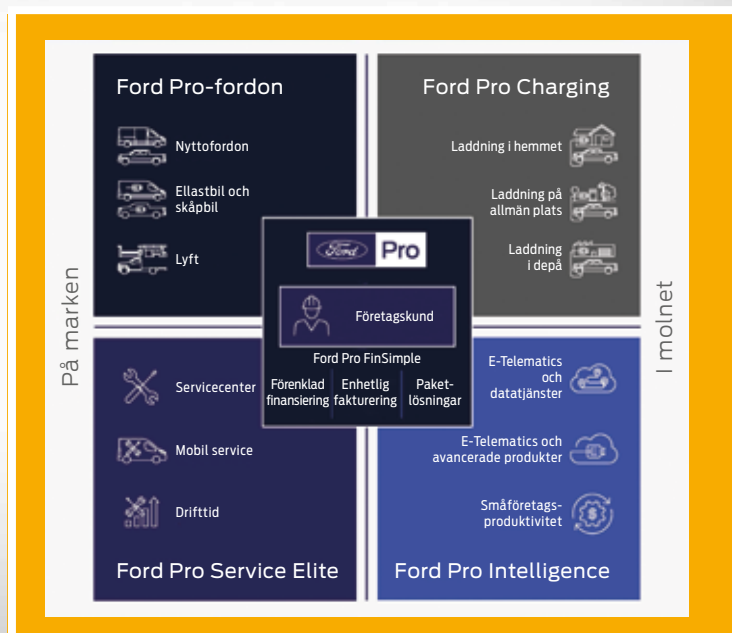 Ford Pro-fordon
Nyttofordon
Ellastbil och
skåpbil
Lyft
Ford Pro Charging
Laddning i hemmet
Laddning på
allmän plats
Laddning
i depå
På marken
I molnet
Ford Pro
Företagskund
Ford Pro FinSimple
Förenklad
finansiering
Enhetlig
fakturering
Paket-
lösningar
Servicecenter
Mobil service
Drifttid
Ford Pro Service Elite
E-Telematics
och
datatjänster
E-Telematics och
avancerade produkter
Småföretags-
produktivitet
Ford Pro Intelligence